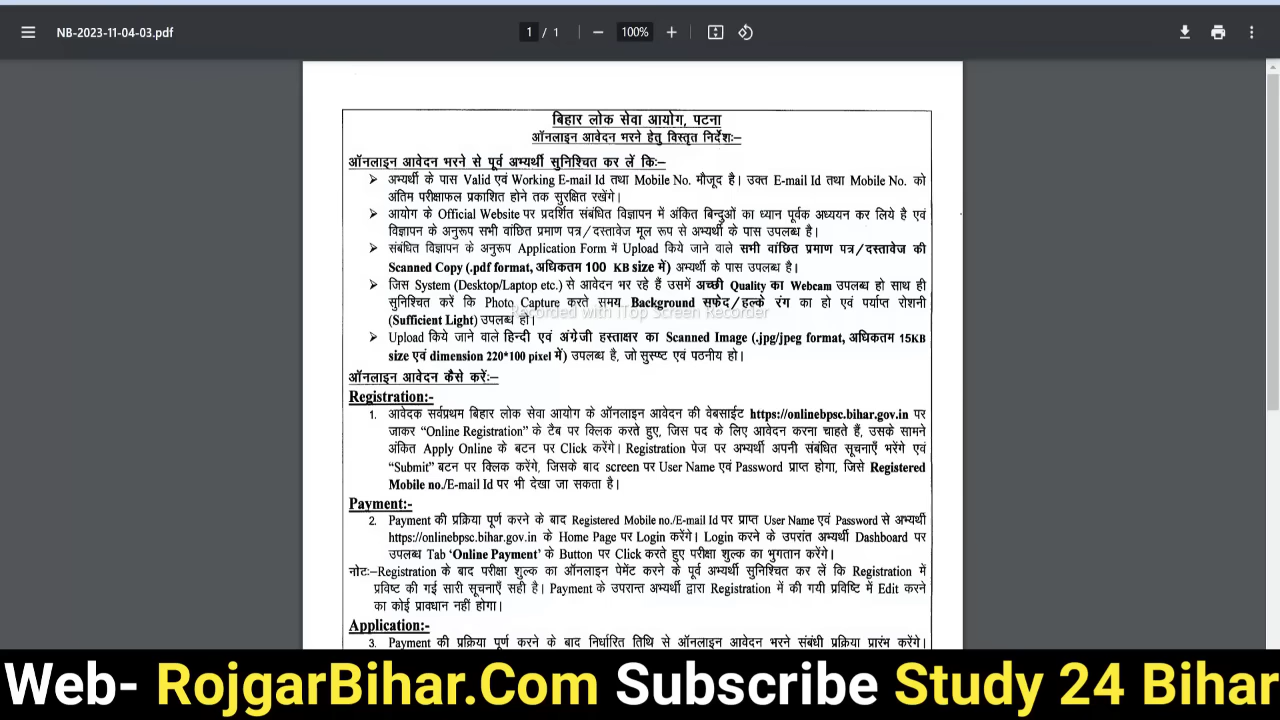 NB-2023-11-04-03.pdf
1 / 1
100%
बिहार लोक सेवा आयोग, पटना
ऑनलाइन आवेदन भरने हेतु विस्तृत निर्देशः–
ऑनलाइन आवेदन भरने से पूर्व अभ्यर्थी सुनिश्चित कर लें किः–
➢ अभ्यर्थी के पास Valid एवं Working E-mail Id तथा Mobile No. मौजूद है। उक्त E-mail Id तथा Mobile No. को
अंतिम परीक्षाफल प्रकाशित होने तक सुरक्षित रखेंगे।
➢ आयोग के Official Website पर प्रदर्शित संबंधित विज्ञापन में अंकित बिन्दुओं का ध्यान पूर्वक अध्ययन कर लिये है एवं
विज्ञापन के अनुरूप सभी वांछित प्रमाण पत्र/दस्तावेज मूल रूप से अभ्यर्थी के पास उपलब्ध है।
➢ संबंधित विज्ञापन के अनुरूप Application Form में Upload किये जाने वाले सभी वांछित प्रमाण पत्र/दस्तावेज की
Scanned Copy (.pdf format, अधिकतम 100 KB size में) अभ्यर्थी के पास उपलब्ध है।
➢ जिस System (Desktop/Laptop etc.) से आवेदन भर रहे हैं उसमें अच्छी Quality का Webcam उपलब्ध हो साथ ही
सुनिश्चित करें कि Photo Capture करते समय Background सफेद/हल्के रंग का हो एवं पर्याप्त रोशनी
Recorded with iTop Screen Recorder
(Sufficient Light) उपलब्ध हो।
➢ Upload किये जाने वाले हिन्दी एवं अंग्रेजी हस्ताक्षर का Scanned Image (.jpg/jpeg format, अधिकतम 15KB
size एवं dimension 220*100 pixel में) उपलब्ध है, जो सुस्पष्ट एवं पठनीय हो।
ऑनलाइन आवेदन कैसे करेंः–
Registration:-
1. आवेदक सर्वप्रथम बिहार लोक सेवा आयोग के ऑनलाइन आवेदन की वेबसाईट https://onlinebpsc.bihar.gov.in पर
जाकर “Online Registration” के टैब पर क्लिक करते हुए, जिस पद के लिए आवेदन करना चाहते हैं, उसके सामने
अंकित Apply Online के बटन पर Click करेंगे। Registration पेज पर अभ्यर्थी अपनी संबंधित सूचनाएँ भरेंगे एवं
“Submit” बटन पर क्लिक करेंगे, जिसके बाद screen पर User Name एवं Password प्राप्त होगा, जिसे Registered
Mobile no./E-mail Id पर भी देखा जा सकता है।
Payment:-
2. Payment की प्रक्रिया पूर्ण करने के बाद Registered Mobile no./E-mail Id पर प्राप्त User Name एवं Password से अभ्यर्थी
https://onlinebpsc.bihar.gov.in के Home Page पर Login करेंगे। Login करने के उपरांत अभ्यर्थी Dashboard पर
उपलब्ध Tab ‘Online Payment’ के Button पर Click करते हुए परीक्षा शुल्क का भुगतान करेंगे।
नोटः–Registration के बाद परीक्षा शुल्क का ऑनलाइन पेमेंट करने के पूर्व अभ्यर्थी सुनिश्चित कर लें कि Registration में
प्रविष्ट की गई सारी सूचनाएँ सही है। Payment के उपरान्त अभ्यर्थी द्वारा Registration में की गयी प्रविष्टि में Edit करने
का कोई प्रावधान नहीं होगा।
Application:-
3. Payment की प्रक्रिया पूर्ण करने के बाद निर्धारित तिथि से ऑनलाइन आवेदन भरने संबंधी प्रक्रिया प्रारंभ करेंगे।
Web- RojgarBihar.Com Subscribe Study 24 Bihar